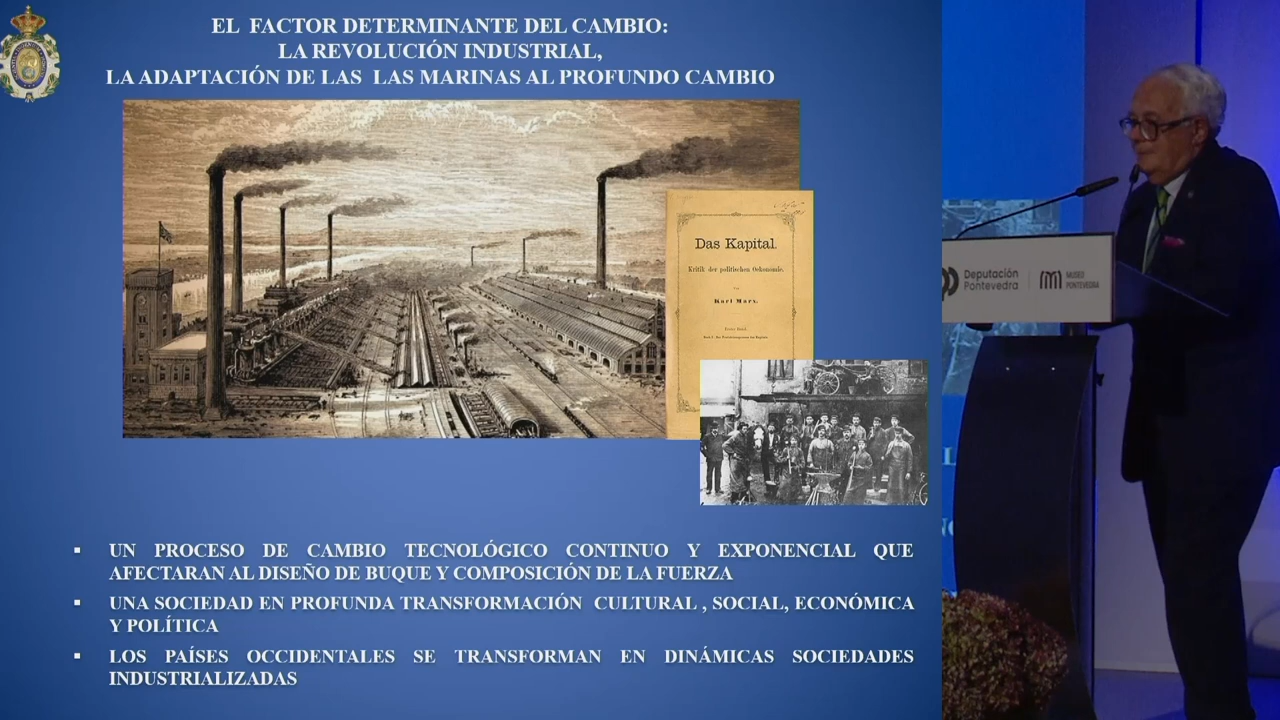 EL FACTOR DETERMINANTE DEL CAMBIO:
LA REVOLUCIÓN INDUSTRIAL,
LA ADAPTACIÓN DE LAS LAS MARINAS AL PROFUNDO CAMBIO
Das Kapital.
Kritik der politischen Oekonomie.
Von
Karl Marx.
▪ UN PROCESO DE CAMBIO TECNOLÓGICO CONTINUO Y EXPONENCIAL QUE
AFECTARAN AL DISEÑO DE BUQUE Y COMPOSICIÓN DE LA FUERZA
▪ UNA SOCIEDAD EN PROFUNDA TRANSFORMACIÓN CULTURAL , SOCIAL, ECONÓMICA
Y POLÍTICA
▪ LOS PAÍSES OCCIDENTALES SE TRANSFORMAN EN DINÁMICAS SOCIEDADES
INDUSTRIALIZADAS
Deputación
Pontevedra
MUSEO
PONTEVEDRA